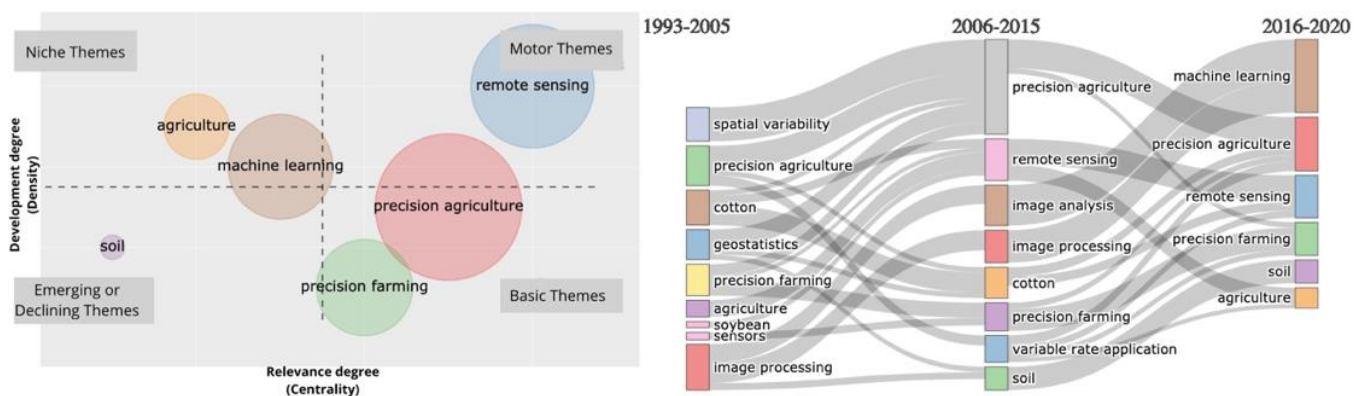 Niche Themes
Motor Themes
remote sensing
agriculture
machine learning
precision agriculture
soil
precision farming
Emerging or
Declining Themes
Basic Themes
Development degree
(Density)
Relevance degree
(Centrality)
1993-2005
2006-2015
2016-2020
spatial variability
precision agriculture
cotton
geostatistics
precision farming
agriculture
soybean
sensors
image processing
precision agriculture
remote sensing
image analysis
image processing
cotton
precision farming
variable rate application
soil
machine learning
precision agriculture
remote sensing
precision farming
soil
agriculture